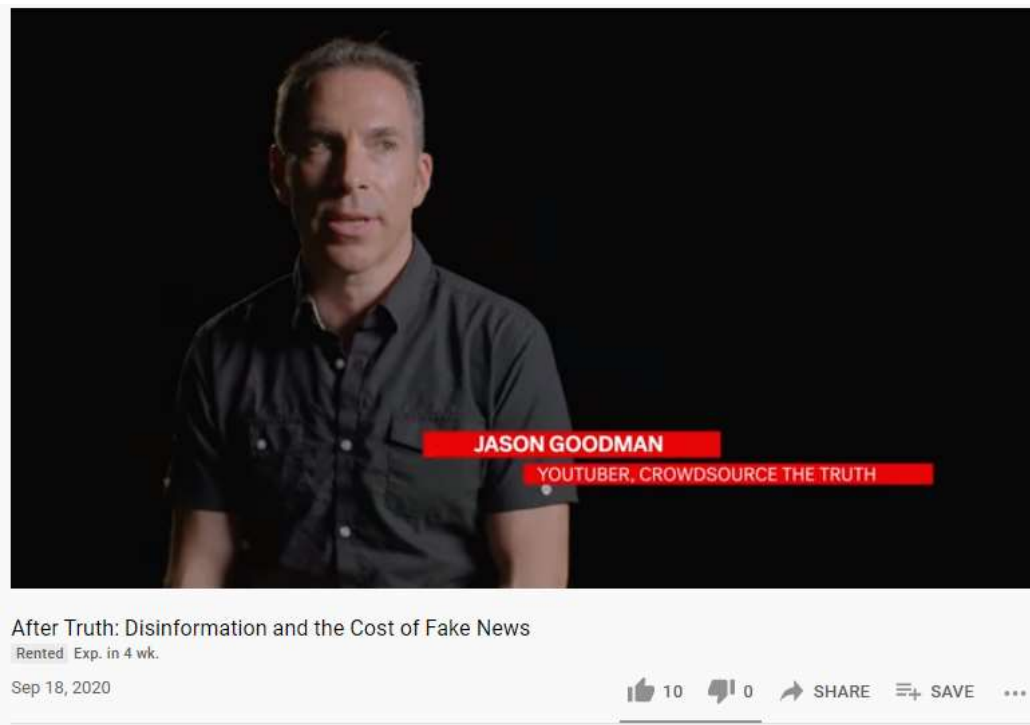 JASON GOODMAN
YOUTUBER, CROWDSOURCE THE TRUTH
After Truth: Disinformation and the Cost of Fake News
Rented Exp. in 4 wk.
Sep 18, 2020
10 0 SHARE SAVE